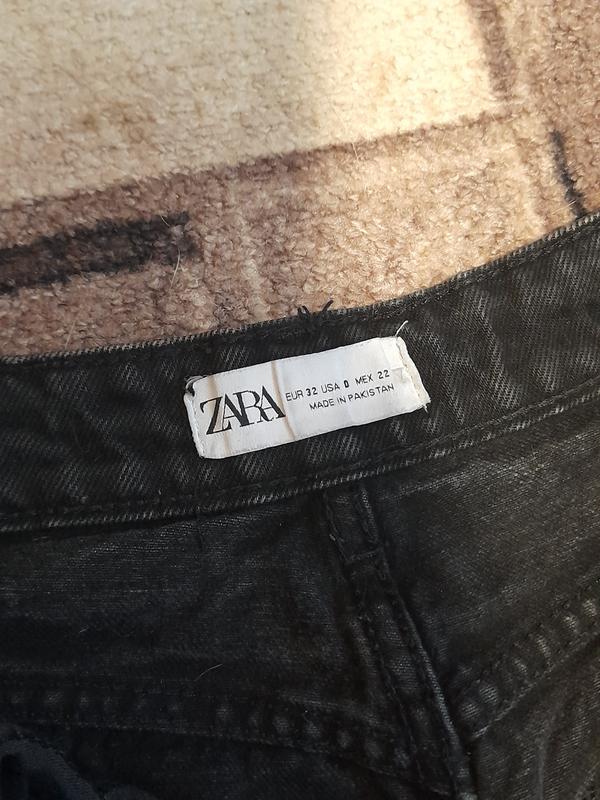 ZARA
EUR 32 USA 0 MEX 22
MADE IN PAKISTAN